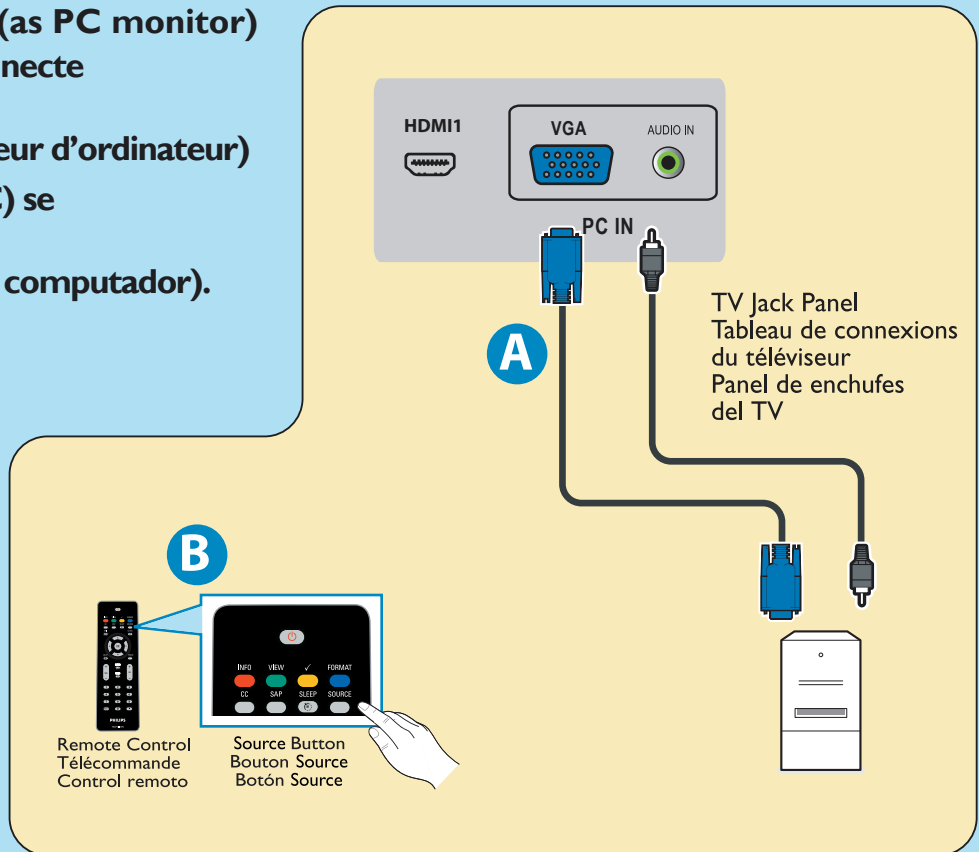 (as PC monitor)
necte
eur d’ordinateur)
) se
computador).
HDMI1
VGA
AUDIO IN
PC IN
A
TV Jack Panel
Tableau de connexions
du téléviseur
Panel de enchufes
del TV
B
INFO VIEW ✓ FORMAT
CC SAP SLEEP SOURCE
PHILIPS
Remote Control
Télécommande
Control remoto
Source Button
Bouton Source
Botón Source